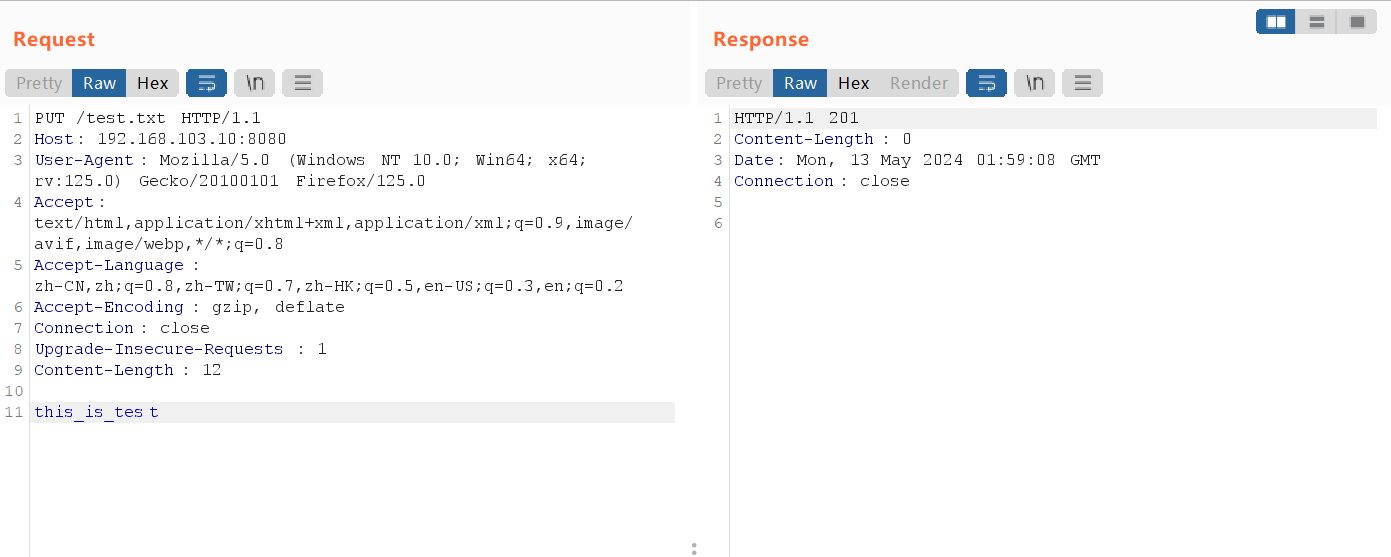 Request
Pretty Raw Hex \n
1 PUT /test.txt HTTP/1.1
2 Host: 192.168.103.10:8080
3 User-Agent: Mozilla/5.0 (Windows NT 10.0; Win64; x64;
rv:125.0) Gecko/20100101 Firefox/125.0
4 Accept:
text/html,application/xhtml+xml,application/xml;q=0.9,image/
avif,image/webp,*/*;q=0.8
5 Accept-Language:
zh-CN,zh;q=0.8,zh-TW;q=0.7,zh-HK;q=0.5,en-US;q=0.3,en;q=0.2
6 Accept-Encoding: gzip, deflate
7 Connection: close
8 Upgrade-Insecure-Requests: 1
9 Content-Length: 12
10
11 this_is_test
Response
Pretty Raw Hex Render \n
1 HTTP/1.1 201
2 Content-Length: 0
3 Date: Mon, 13 May 2024 01:59:08 GMT
4 Connection: close
5
6